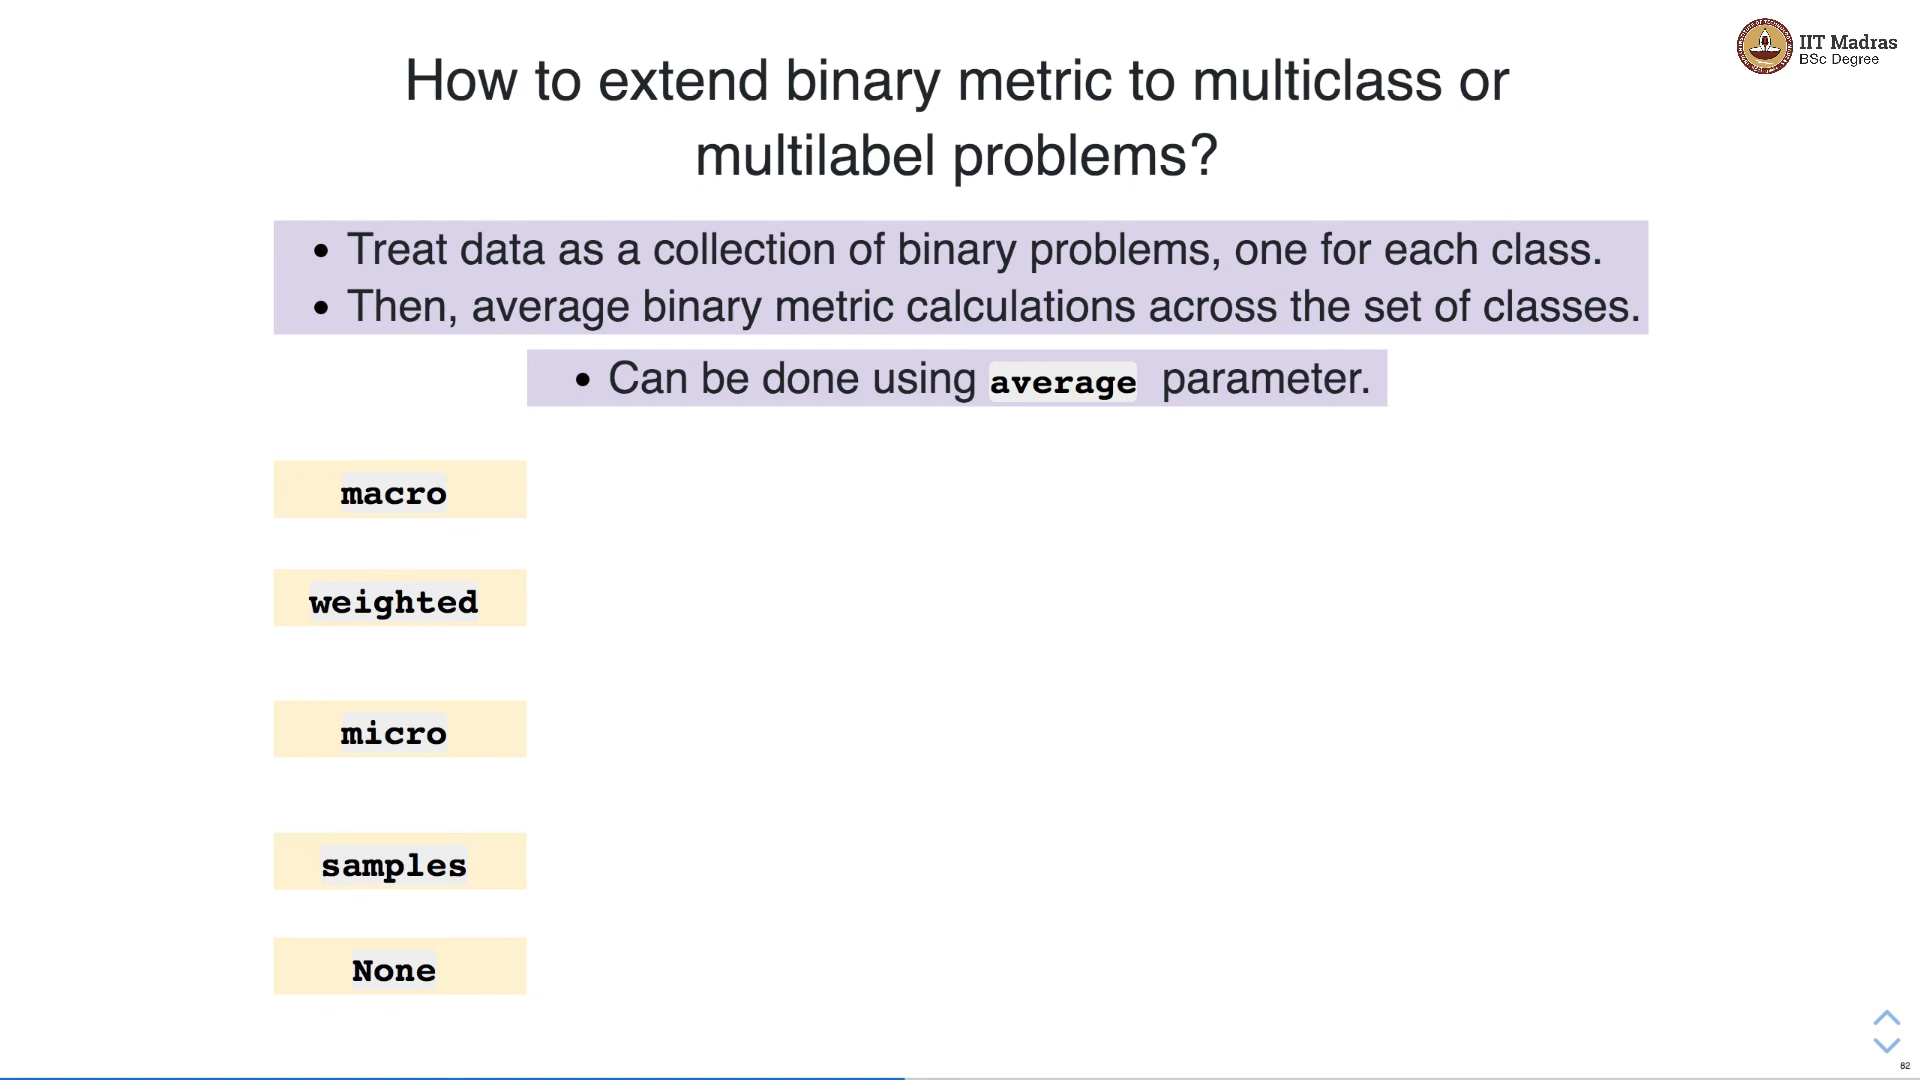 IIT Madras
BSc Degree
How to extend binary metric to multiclass or
multilabel problems?
• Treat data as a collection of binary problems, one for each class.
• Then, average binary metric calculations across the set of classes.
• Can be done using average parameter.
macro
weighted
micro
samples
None
82